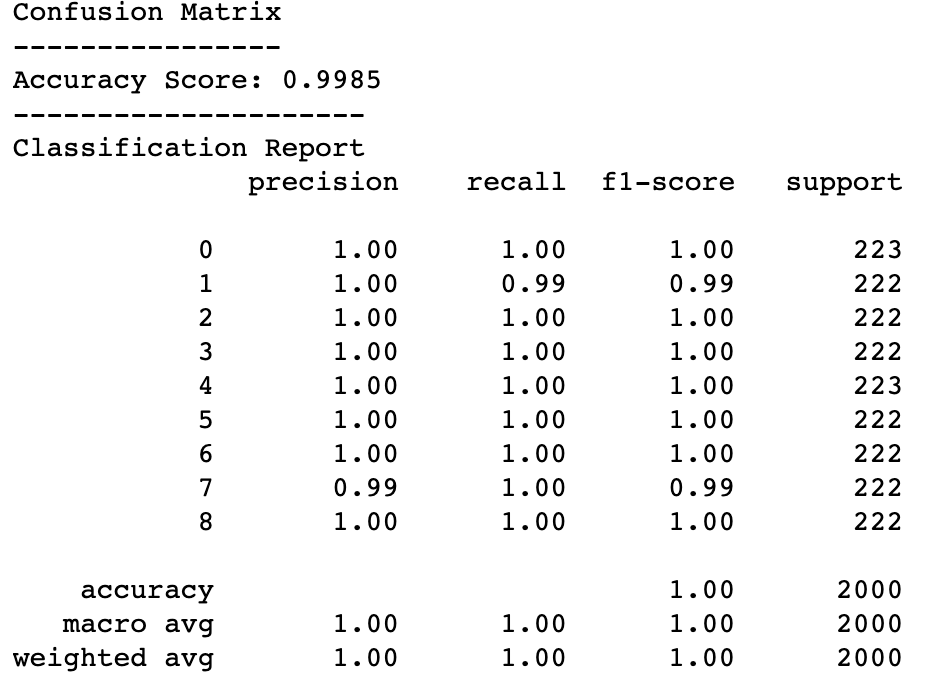 Confusion Matrix
----------------
Accuracy Score: 0.9985
---------------------
Classification Report
precision recall f1-score support
0 1.00 1.00 1.00 223
1 1.00 0.99 0.99 222
2 1.00 1.00 1.00 222
3 1.00 1.00 1.00 222
4 1.00 1.00 1.00 223
5 1.00 1.00 1.00 222
6 1.00 1.00 1.00 222
7 0.99 1.00 0.99 222
8 1.00 1.00 1.00 222
accuracy 1.00 2000
macro avg 1.00 1.00 1.00 2000
weighted avg 1.00 1.00 1.00 2000